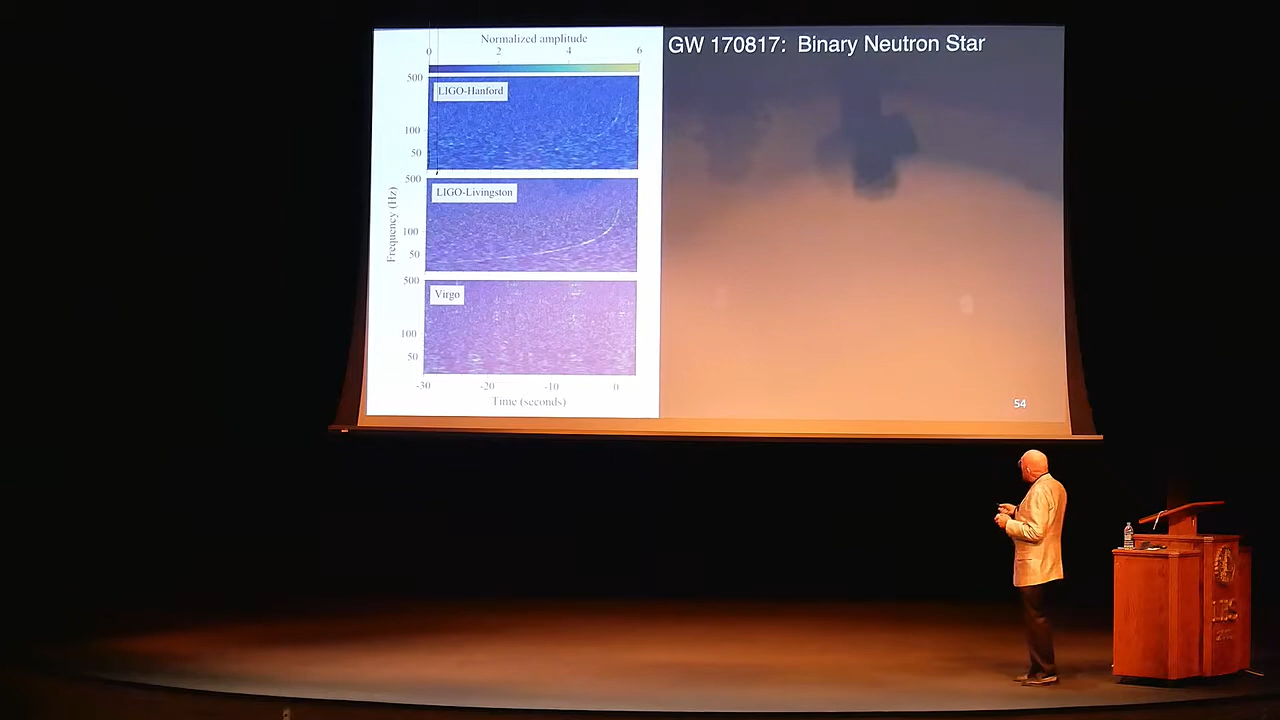 Normalized amplitude
0 2 4 6
GW 170817: Binary Neutron Star
500
LIGO-Hanford
100
50
500
LIGO-Livingston
100
50
Frequency (Hz)
500
Virgo
100
50
-30 -20 -10 0
Time (seconds)
54